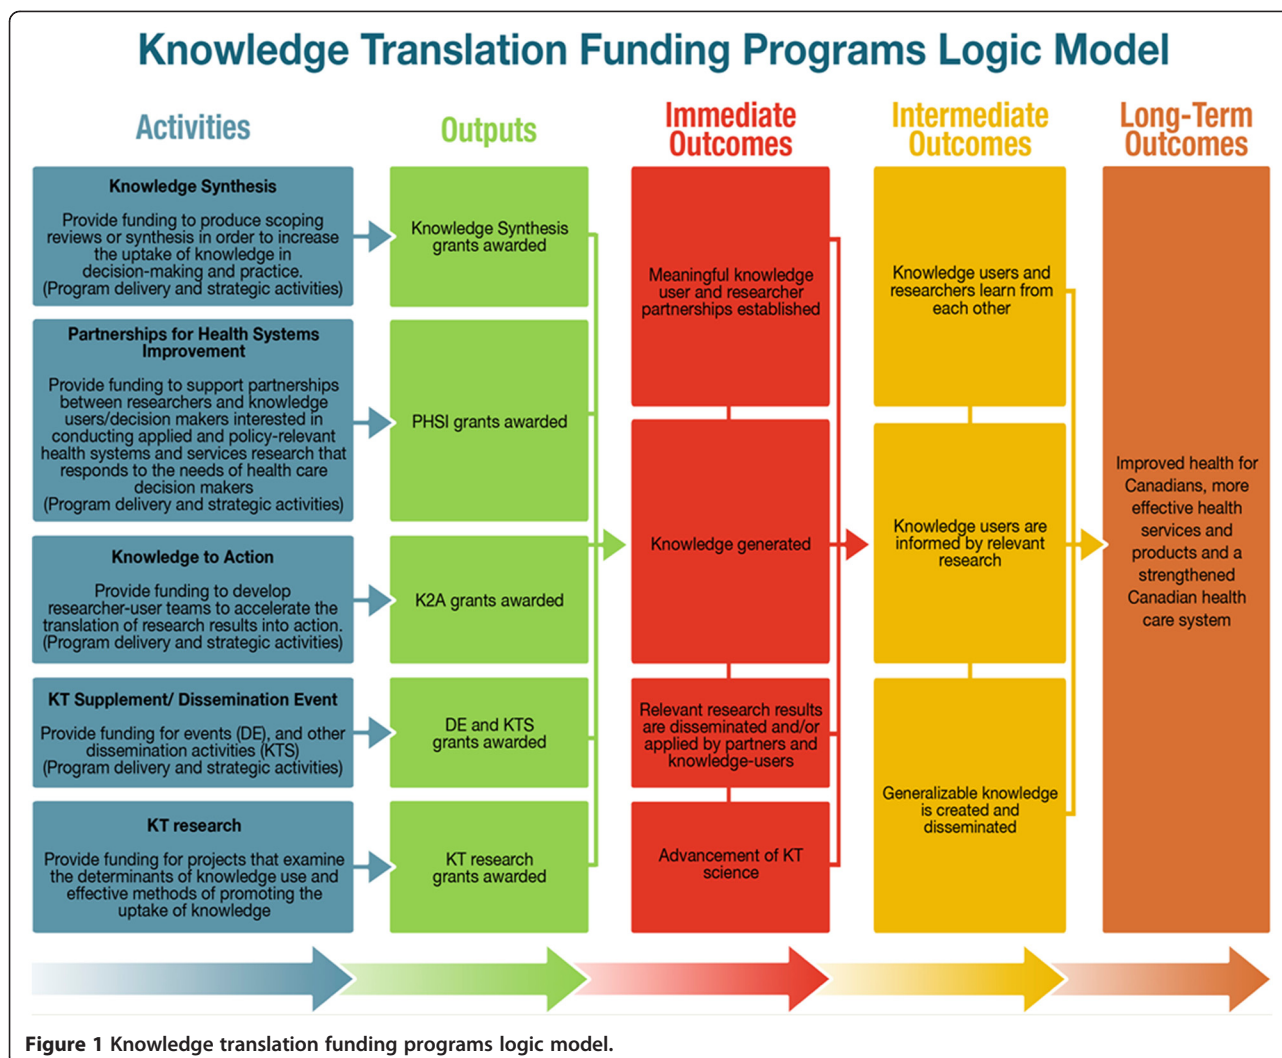 Knowledge Translation Funding Programs Logic Model
Activities
Knowledge Synthesis
Provide funding to produce scoping
reviews or synthesis in order to increase
the uptake of knowledge in
decision-making and practice.
(Program delivery and strategic activities)
Partnerships for Health Systems
Improvement
Provide funding to support partnerships
between researchers and knowledge
users/decision makers interested in
conducting applied and policy-relevant
health systems and services research that
responds to the needs of health care
decision makers
(Program delivery and strategic activities)
Knowledge to Action
Provide funding to develop
researcher-user teams to accelerate the
translation of research results into action.
(Program delivery and strategic activities)
KT Supplement/ Dissemination Event
Provide funding for events (DE), and other
dissemination activities (KTS)
(Program delivery and strategic activities)
KT research
Provide funding for projects that examine
the determinants of knowledge use and
effective methods of promoting the
uptake of knowledge
Outputs
Knowledge Synthesis
grants awarded
PHSI grants awarded
K2A grants awarded
DE and KTS
grants awarded
KT research
grants awarded
Immediate
Outcomes
Meaningful knowledge
user and researcher
partnerships established
Knowledge generated
Relevant research results
are disseminated and/or
applied by partners and
knowledge-users
Advancement of KT
science
Intermediate
Outcomes
Knowledge users and
researchers learn from
each other
Knowledge users are
informed by relevant
research
Generalizable knowledge
is created and
disseminated
Long-Term
Outcomes
Improved health for
Canadians, more
effective health
services and
products and a
strengthened
Canadian health
care system
Figure 1 Knowledge translation funding programs logic model.